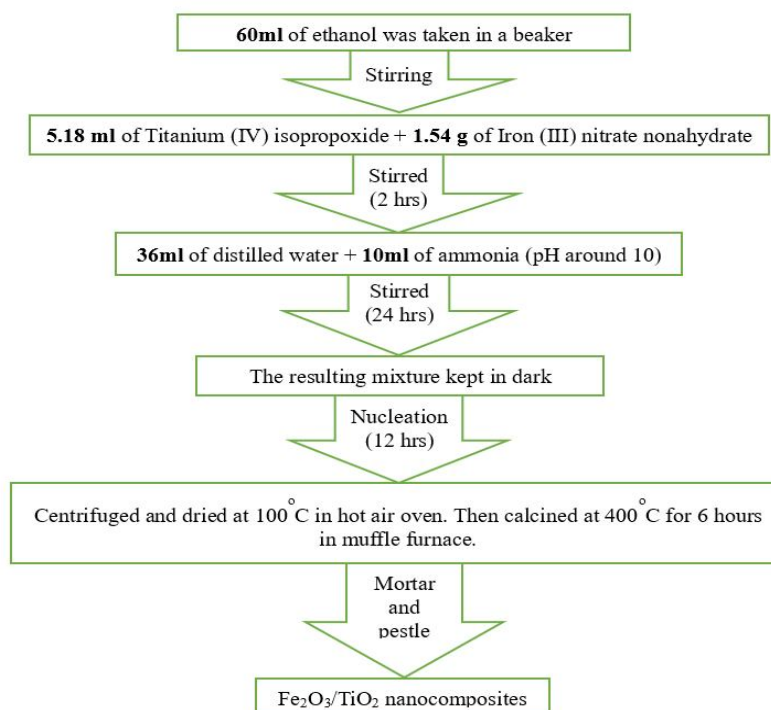 60ml of ethanol was taken in a beaker
Stirring
5.18 ml of Titanium (IV) isopropoxide + 1.54 g of Iron (III) nitrate nonahydrate
Stirred
(2 hrs)
36ml of distilled water + 10ml of ammonia (pH around 10)
Stirred
(24 hrs)
The resulting mixture kept in dark
Nucleation
(12 hrs)
Centrifuged and dried at 100°C in hot air oven. Then calcined at 400°C for 6 hours
in muffle furnace.
Mortar
and
pestle
Fe₂O₃/TiO₂ nanocomposites